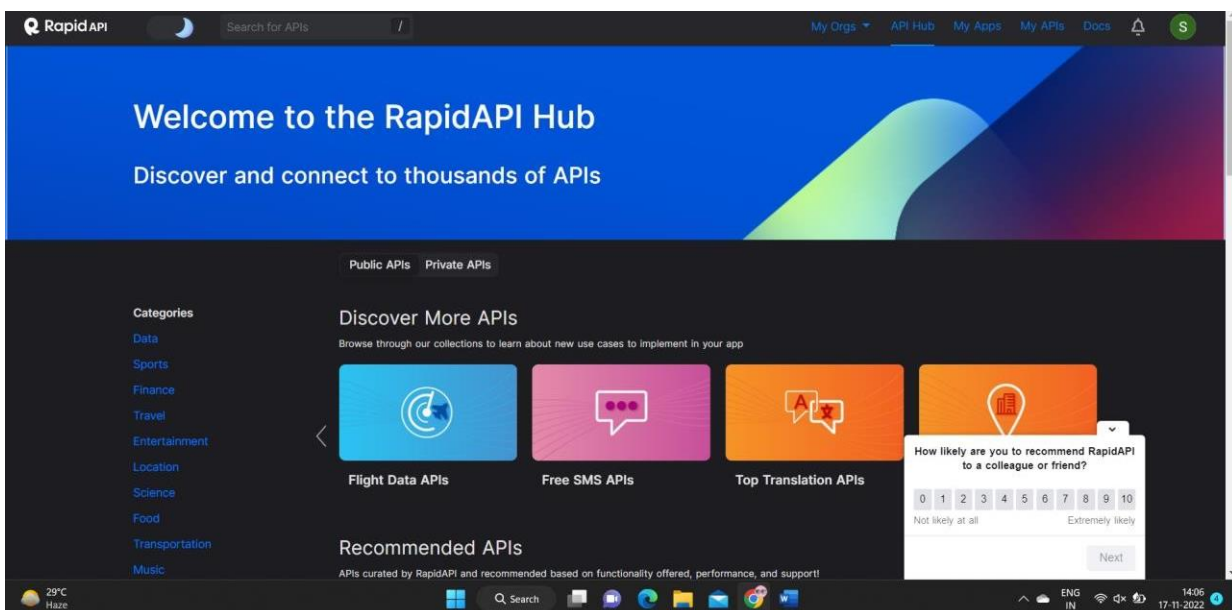 Rapid API
Search for APIs
/
My Orgs
API Hub
My Apps
My APIs
Docs
S
Welcome to the RapidAPI Hub
Discover and connect to thousands of APIs
Public APIs
Private APIs
Categories
Data
Sports
Finance
Travel
Entertainment
Location
Science
Food
Transportation
Music
Discover More APIs
Browse through our collections to learn about new use cases to implement in your app
A 文
Flight Data APIs
Free SMS APIs
Top Translation APIs
Recommended APIs
APIs curated by RapidAPI and recommended based on functionality offered, performance, and support!
How likely are you to recommend RapidAPI
to a colleague or friend?
0 1 2 3 4 5 6 7 8 9 10
Not likely at all
Extremely likely
Next
29°C
Haze
Search
ENG
IN
14:06
17-11-2022
4